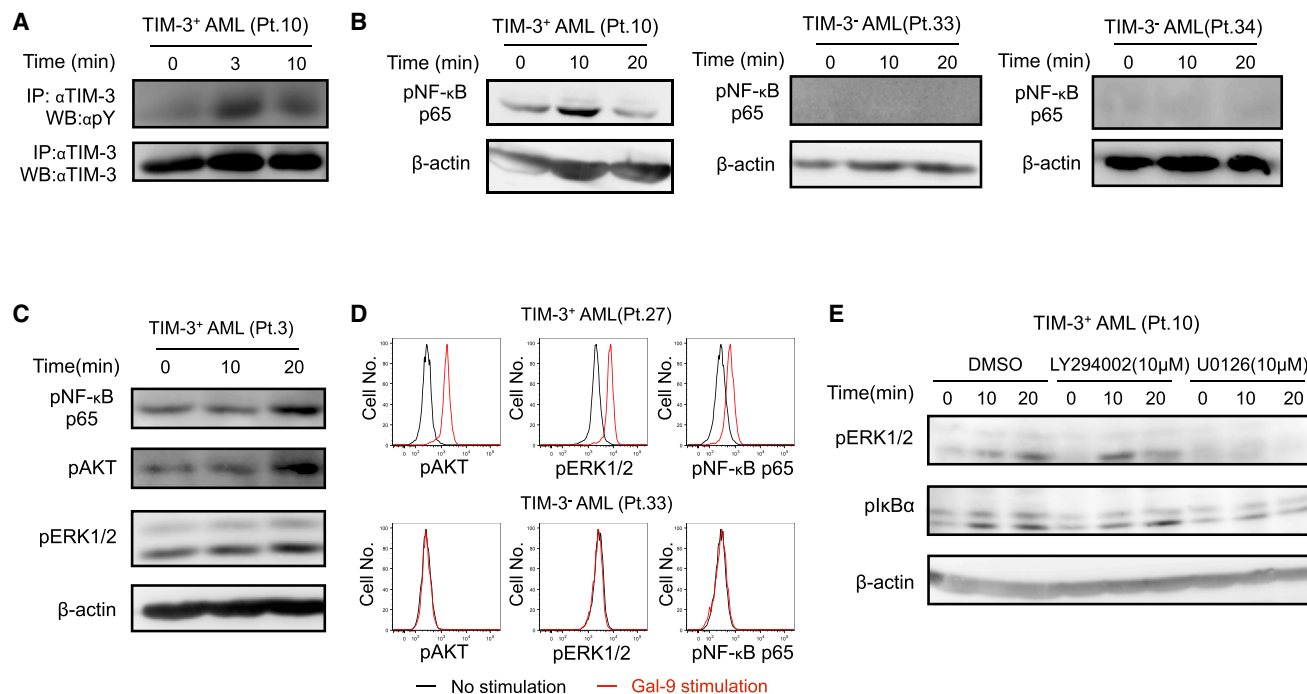 A
TIM-3⁺ AML (Pt.10)
Time (min) 0 3 10
IP: αTIM-3
WB:αpY
IP:αTIM-3
WB:αTIM-3
B
TIM-3⁺ AML (Pt.10)
Time (min) 0 10 20
pNF-κB
p65
β-actin
TIM-3⁻ AML(Pt.33)
Time (min) 0 10 20
pNF-κB
p65
β-actin
TIM-3⁻ AML(Pt.34)
Time (min) 0 10 20
pNF-κB
p65
β-actin
C
TIM-3⁺ AML (Pt.3)
Time(min) 0 10 20
pNF-κB
p65
pAKT
pERK1/2
β-actin
D
TIM-3⁺ AML(Pt.27)
Cell No.
pAKT
Cell No.
pERK1/2
Cell No.
pNF-κB p65
TIM-3⁻ AML (Pt.33)
Cell No.
pAKT
Cell No.
pERK1/2
Cell No.
pNF-κB p65
No stimulation Gal-9 stimulation
E
TIM-3⁺ AML (Pt.10)
DMSO LY294002(10μM) U0126(10μM)
Time(min) 0 10 20 0 10 20 0 10 20
pERK1/2
pIκBα
β-actin